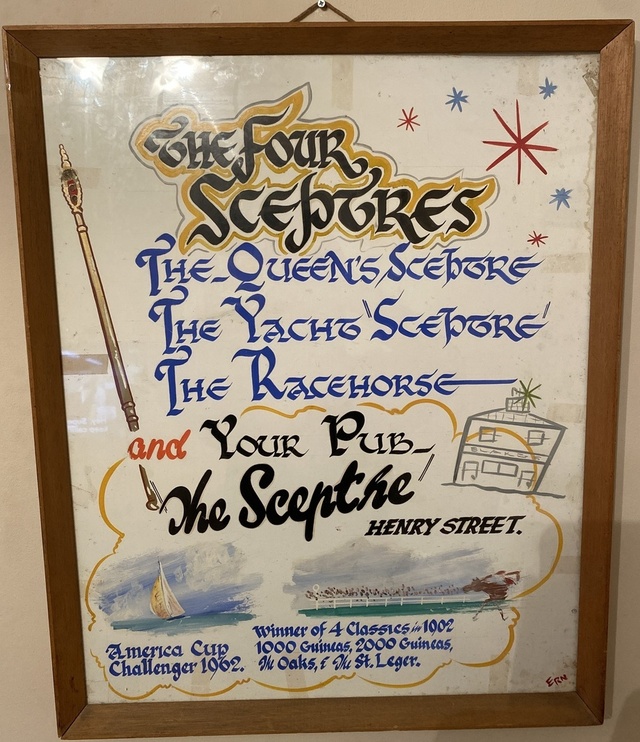 THE FOUR
SCEPTRES
THE QUEEN'S SCEPTRE
THE YACHT 'SCEPTRE'
THE RACEHORSE
and YOUR PUB
"The Sceptre"
HENRY STREET.
America Cup
Challenger 1962.
Winner of 4 Classics in 1902
1000 Guineas, 2000 Guineas,
The Oaks, & The St. Leger.
ERN